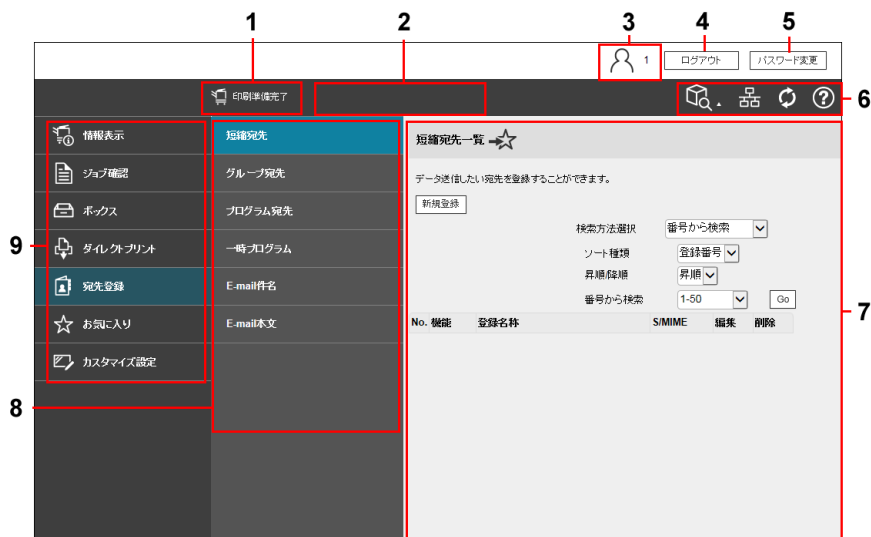 1 2 3 4 5
1 ログアウト パスワード変更
印刷準備完了
6
情報表示
ジョブ確認
ボックス
ダイレクトプリント
宛先登録
お気に入り
カスタマイズ設定
9
短縮宛先
グループ宛先
プログラム宛先
一時プログラム
E-mail件名
E-mail本文
8
短縮宛先一覧
データ送信したい宛先を登録することができます。
新規登録
検索方法選択 番号から検索
ソート種類 登録番号
昇順/降順 昇順
番号から検索 1-50 Go
No. 機能 登録名称 S/MIME 編集 削除
7